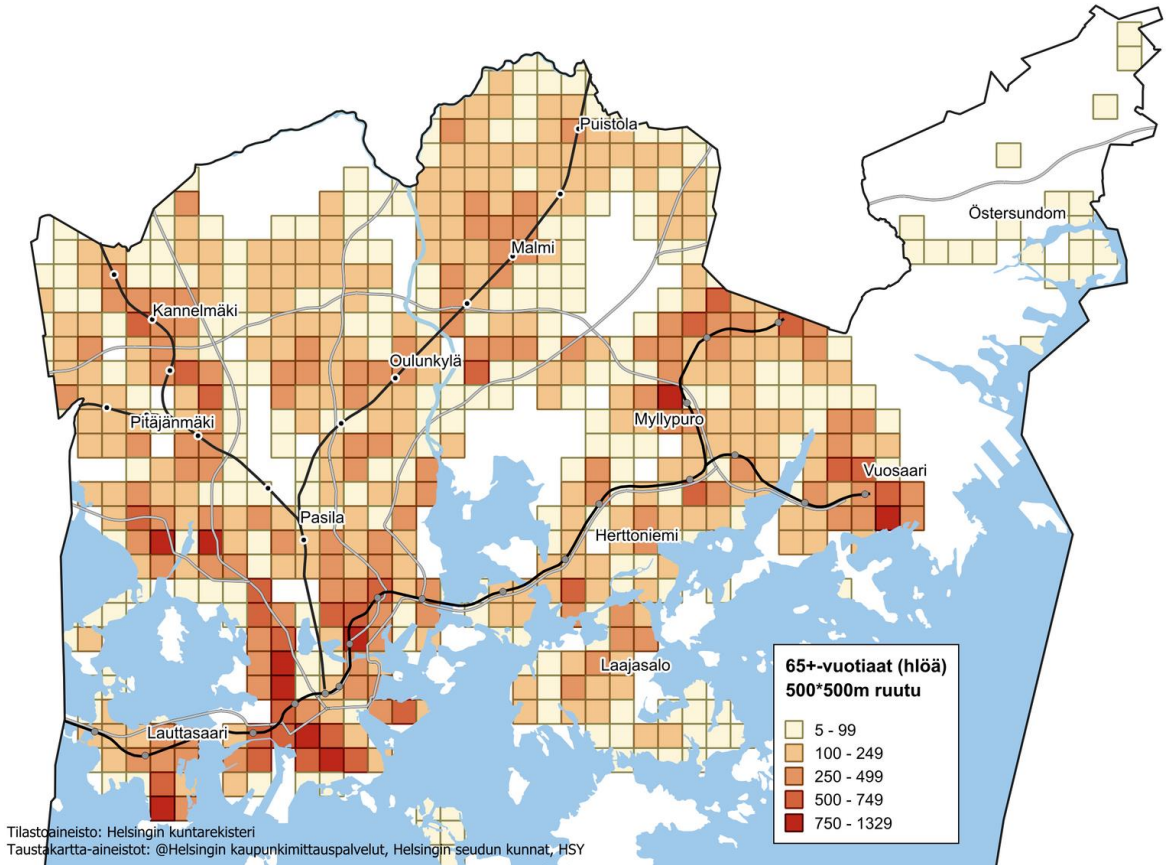 Puistola
Östersundom
Malmi
Kannelmäki
Oulunkylä
Pitäjänmäki
Myllypuro
Vuosaari
Pasila
Herttoniemi
Laajasalo
Lauttasaari
65+-vuotiaat (hlöä)
500*500m ruutu
5 - 99
100 - 249
250 - 499
500 - 749
750 - 1329
Tilastoaineisto: Helsingin kuntarekisteri
Taustakartta-aineistot: @Helsingin kaupunkimittauspalvelut, Helsingin seudun kunnat, HSY